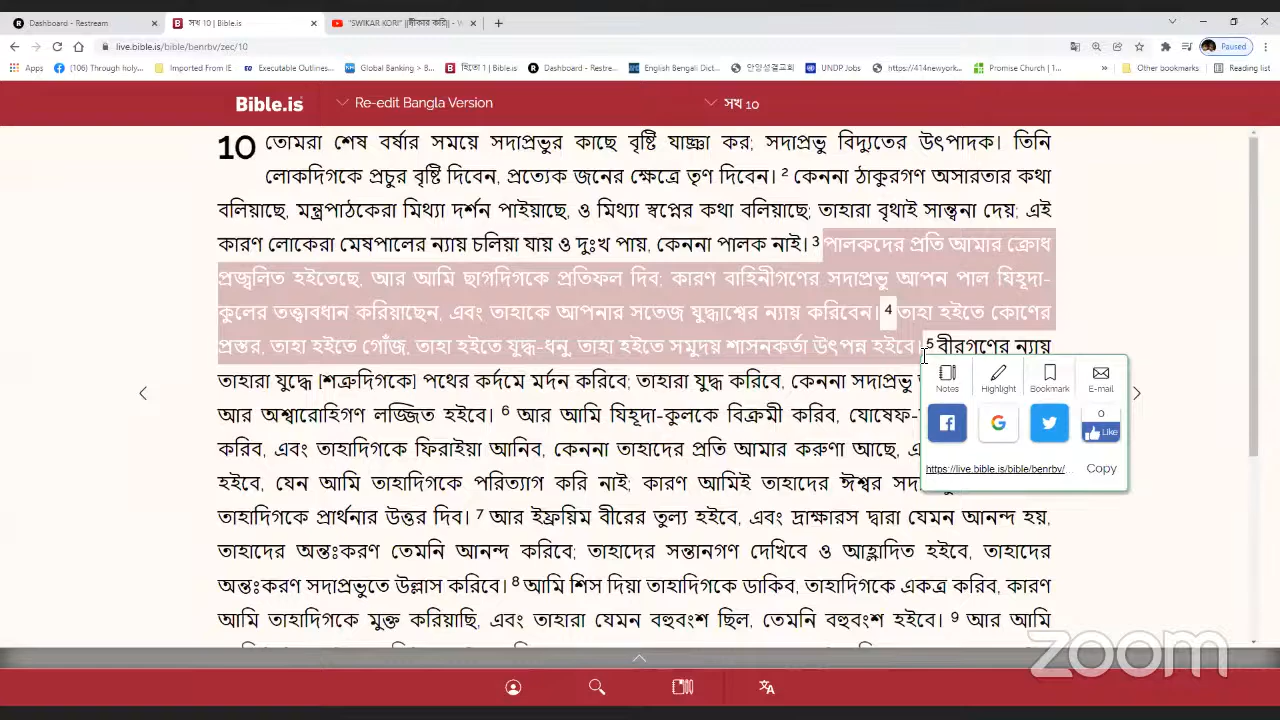 Dashboard - Restream
সখ 10 | Bible.is
"SWIKAR KORI" ||স্বীকার করি|| - Y
live.bible.is/bible/benrbv/zec/10
Paused
Apps
(106) Through holy...
Imported From IE
Executable Outlines...
Global Banking > B...
হিতো 1 | Bible.is
Dashboard - Restre...
English Bengali Dict...
안양성결교회
UNDP Jobs
https://414newyork...
Promise Church | 1...
»
Other bookmarks
Reading list
Bible.is
Re-edit Bangla Version
সখ 10
10 তোমরা শেষ বর্ষার সময়ে সদাপ্রভুর কাছে বৃষ্টি যাচ্ঞা কর; সদাপ্রভু বিদ্যুতের উৎপাদক। তিনি
লোকদিগকে প্রচুর বৃষ্টি দিবেন, প্রত্যেক জনের ক্ষেত্রে তৃণ দিবেন। 2 কেননা ঠাকুরগণ অসারতার কথা
বলিয়াছে, মন্ত্রপাঠকেরা মিথ্যা দর্শন পাইয়াছে, ও মিথ্যা স্বপ্নের কথা বলিয়াছে; তাহারা বৃথাই সান্ত্বনা দেয়; এই
কারণ লোকেরা মেষপালের ন্যায় চলিয়া যায় ও দুঃখ পায়, কেননা পালক নাই। 3 পালকদের প্রতি আমার ক্রোধ
প্রজ্বলিত হইতেছে, আর আমি ছাগদিগকে প্রতিফল দিব; কারণ বাহিনীগণের সদাপ্রভু আপন পাল যিহূদা-
কুলের তত্ত্বাবধান করিয়াছেন, এবং তাহাকে আপনার সতেজ যুদ্ধাশ্বের ন্যায় করিবেন। 4 তাহা হইতে কোণের
প্রস্তর, তাহা হইতে গোঁজ, তাহা হইতে যুদ্ধ-ধনু, তাহা হইতে সমুদয় শাসনকর্তা উৎপন্ন হইবে। 5 বীরগণের ন্যায়
তাহারা যুদ্ধে [শত্রুদিগকে] পথের কর্দমে মর্দন করিবে; তাহারা যুদ্ধ করিবে, কেননা সদাপ্রভু
আর অশ্বারোহিগণ লজ্জিত হইবে। 6 আর আমি যিহূদা-কুলকে বিক্রমী করিব, যোষেফ-
করিব, এবং তাহাদিগকে ফিরাইয়া আনিব, কেননা তাহাদের প্রতি আমার করুণা আছে,
হইবে, যেন আমি তাহাদিগকে পরিত্যাগ করি নাই; কারণ আমিই তাহাদের ঈশ্বর
তাহাদিগকে প্রার্থনার উত্তর দিব। 7 আর ইফ্রয়িম বীরের তুল্য হইবে, এবং দ্রাক্ষারস দ্বারা যেমন আনন্দ হয়,
তাহাদের অন্তঃকরণ তেমনি আনন্দ করিবে; তাহাদের সন্তানগণ দেখিবে ও আহ্লাদিত হইবে, তাহাদের
অন্তঃকরণ সদাপ্রভুতে উল্লাস করিবে। 8 আমি শিস দিয়া তাহাদিগকে ডাকিব, তাহাদিগকে একত্র করিব, কারণ
আমি তাহাদিগকে মুক্ত করিয়াছি, এবং তাহারা যেমন বহুবংশ ছিল, তেমনি বহুবংশ হইবে। 9 আর আমি
Notes
Highlight
Bookmark
E-mail
0
Like
https://live.bible.is/bible/benrbv/...
Copy
zoom